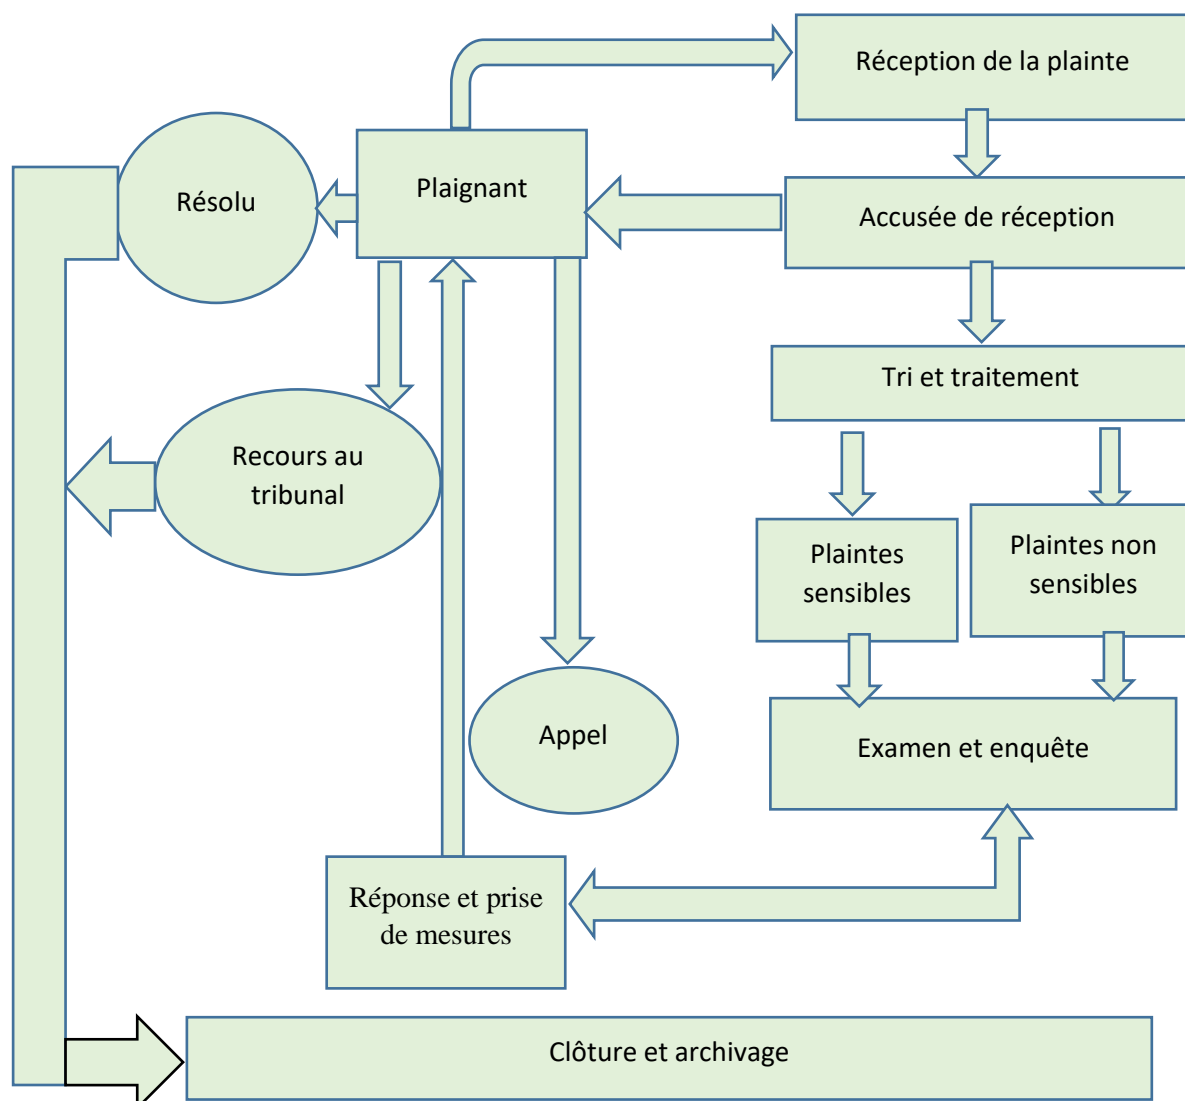 Réception de la plainte
Plaignant
Résolu
Accusée de réception
Tri et traitement
Recours au
tribunal
Plaintes
sensibles
Plaintes non
sensibles
Appel
Examen et enquête
Réponse et prise
de mesures
Clôture et archivage